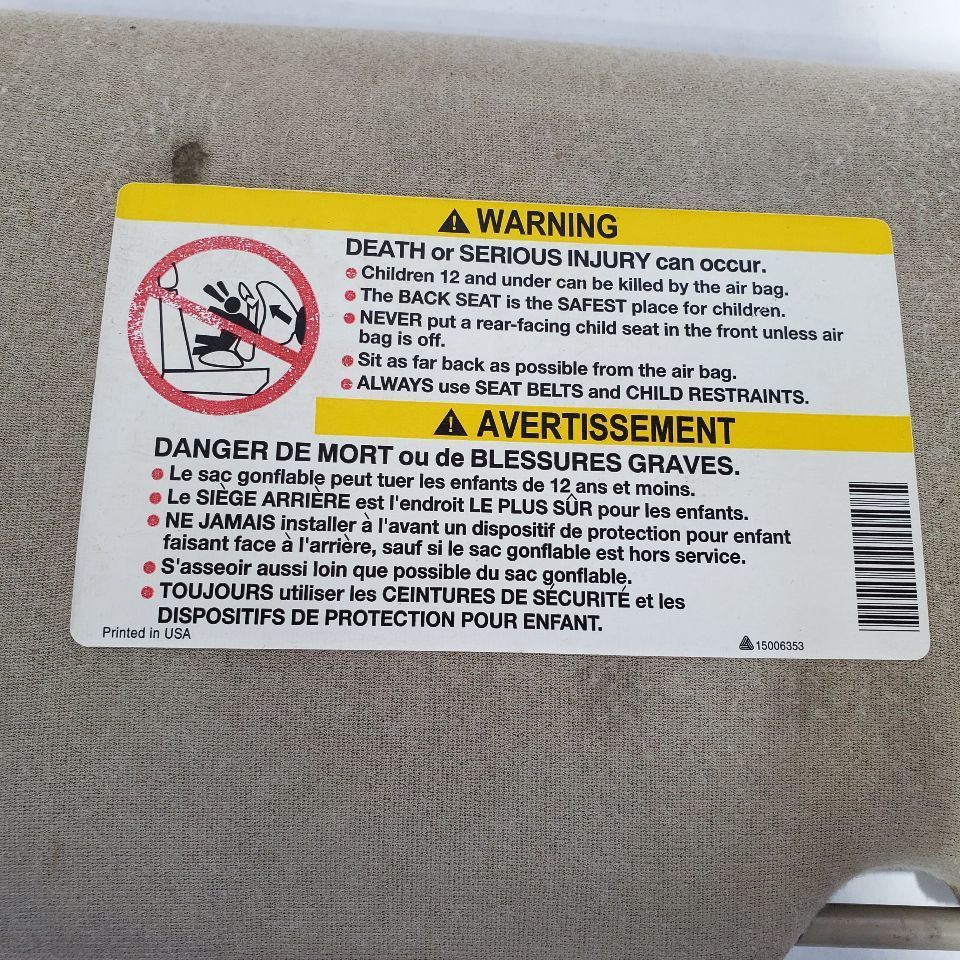 WARNING
DEATH or SERIOUS INJURY can occur.
Children 12 and under can be killed by the air bag.
The BACK SEAT is the SAFEST place for children.
NEVER put a rear-facing child seat in the front unless air
bag is off.
Sit as far back as possible from the air bag.
ALWAYS use SEAT BELTS and CHILD RESTRAINTS.
AVERTISSEMENT
DANGER DE MORT ou de BLESSURES GRAVES.
Le sac gonflable peut tuer les enfants de 12 ans et moins.
Le SIÈGE ARRIÈRE est l'endroit LE PLUS SÛR pour les enfants.
NE JAMAIS installer à l'avant un dispositif de protection pour enfant
faisant face à l'arrière, sauf si le sac gonflable est hors service.
S'asseoir aussi loin que possible du sac gonflable.
TOUJOURS utiliser les CEINTURES DE SÉCURITÉ et les
DISPOSITIFS DE PROTECTION POUR ENFANT.
Printed in USA
15006353